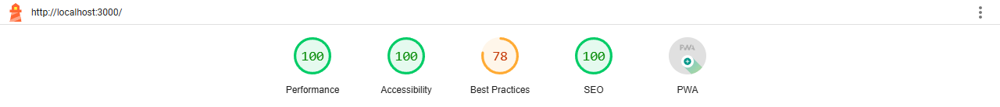 http://localhost:3000/
100
100
78
100
PWA
Performance
Accessibility
Best Practices
SEO
PWA